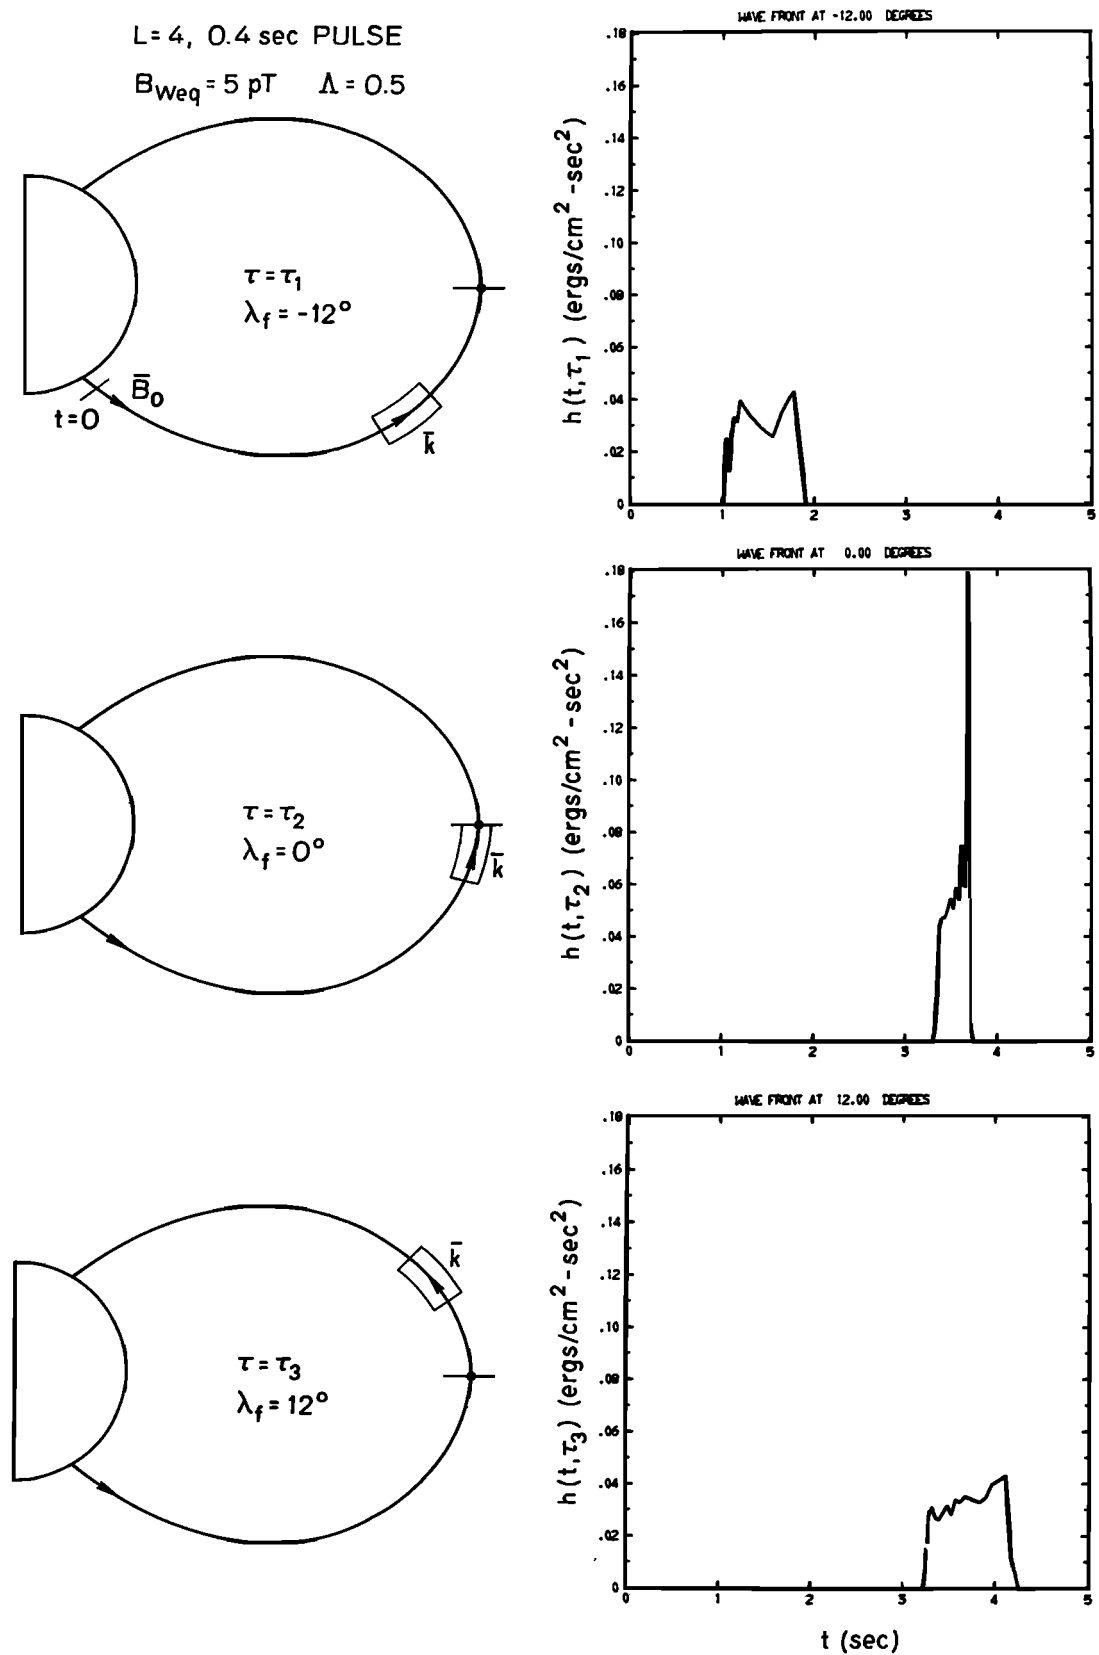 L=4, 0.4 sec PULSE
B_Weq = 5 pT Λ = 0.5
τ = τ₁
λf = -12°
B̄₀
t=0
k̄
WAVE FRONT AT -12.00 DEGREES
h(t,τ₁) (ergs/cm²-sec²)
.18
.16
.14
.12
.10
.08
.06
.04
.02
0
0 1 2 3 4 5
τ = τ₂
λf = 0°
k̄
WAVE FRONT AT 0.00 DEGREES
h(t,τ₂) (ergs/cm²-sec²)
.18
.16
.14
.12
.10
.08
.06
.04
.02
0
0 1 2 3 4 5
τ = τ₃
λf = 12°
k̄
WAVE FRONT AT 12.00 DEGREES
h(t,τ₃) (ergs/cm²-sec²)
.18
.16
.14
.12
.10
.08
.06
.04
.02
0
0 1 2 3 4 5
t (sec)